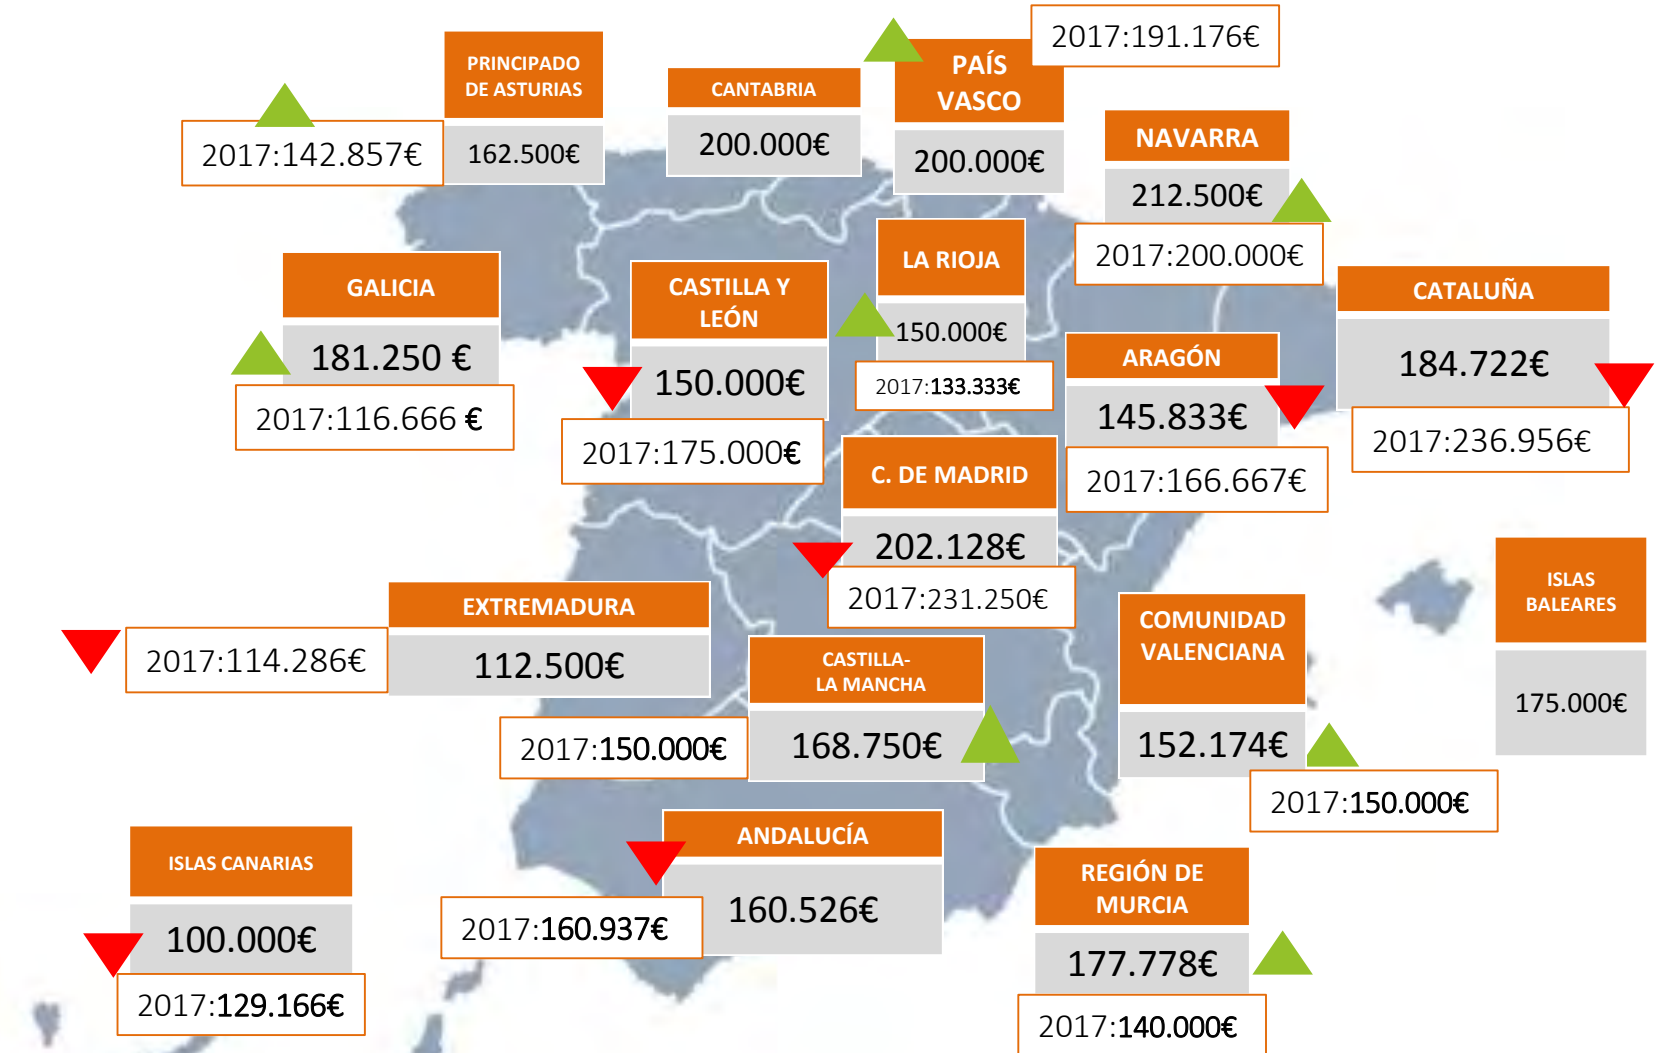 2017:191.176€
PRINCIPADO
DE ASTURIAS
162.500€
2017:142.857€
CANTABRIA
200.000€
PAÍS
VASCO
200.000€
NAVARRA
212.500€
2017:200.000€
GALICIA
181.250 €
2017:116.666 €
CASTILLA Y
LEÓN
150.000€
2017:175.000€
LA RIOJA
150.000€
2017:133.333€
ARAGÓN
145.833€
2017:166.667€
CATALUÑA
184.722€
2017:236.956€
C. DE MADRID
202.128€
2017:231.250€
EXTREMADURA
112.500€
2017:114.286€
CASTILLA-
LA MANCHA
168.750€
2017:150.000€
COMUNIDAD
VALENCIANA
152.174€
2017:150.000€
ISLAS
BALEARES
175.000€
ISLAS CANARIAS
100.000€
2017:129.166€
ANDALUCÍA
160.526€
2017:160.937€
REGIÓN DE
MURCIA
177.778€
2017:140.000€